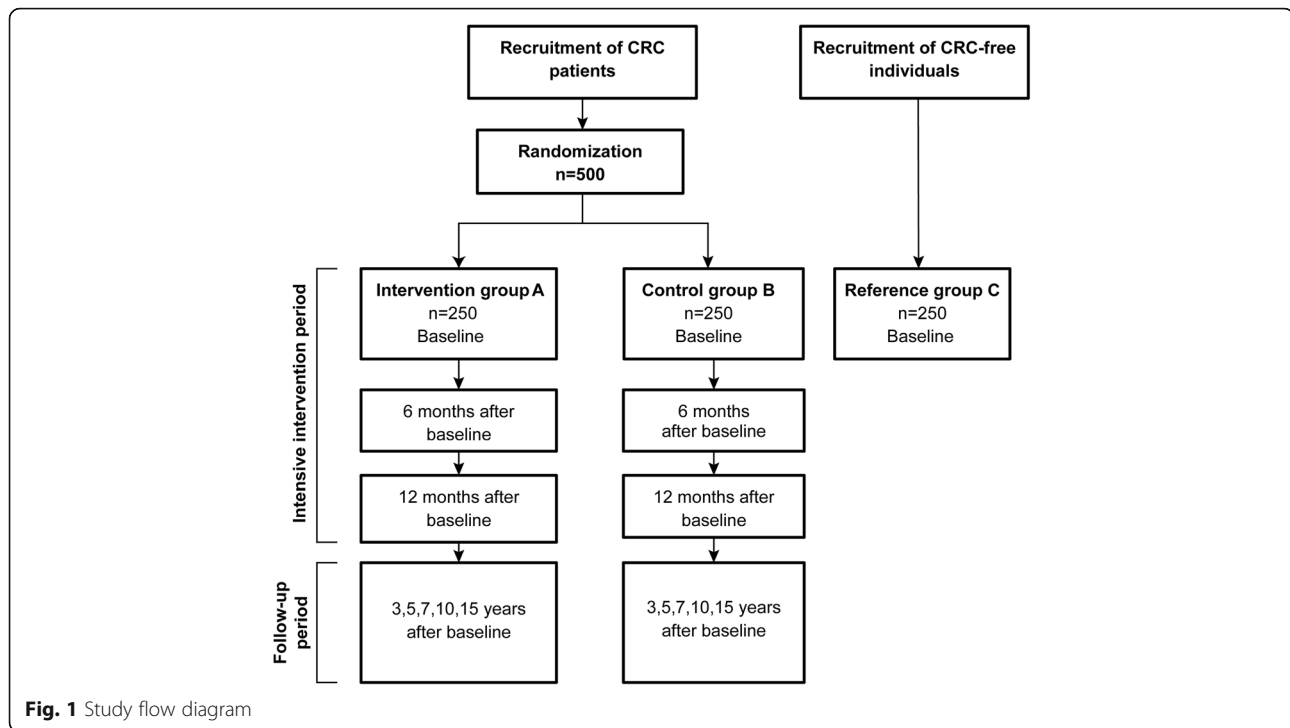 Recruitment of CRC
patients
Recruitment of CRC-free
individuals
Randomization
n=500
Intensive intervention period
Intervention group A
n=250
Baseline
Control group B
n=250
Baseline
Reference group C
n=250
Baseline
6 months after
baseline
6 months
after baseline
12 months after
baseline
12 months after
baseline
Follow-up
period
3,5,7,10,15 years
after baseline
3,5,7,10,15 years
after baseline
Fig. 1 Study flow diagram